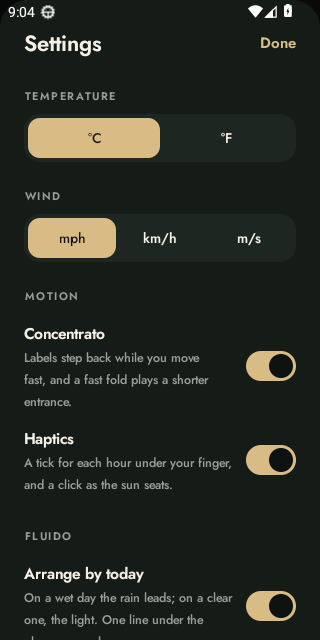 9:04
Settings
Done
TEMPERATURE
°C
°F
WIND
mph
km/h
m/s
MOTION
Concentrato
Labels step back while you move
fast, and a fast fold plays a shorter
entrance.
Haptics
A tick for each hour under your finger,
and a click as the sun seats.
FLUIDO
Arrange by today
On a wet day the rain leads; on a clear
one, the light. One line under the